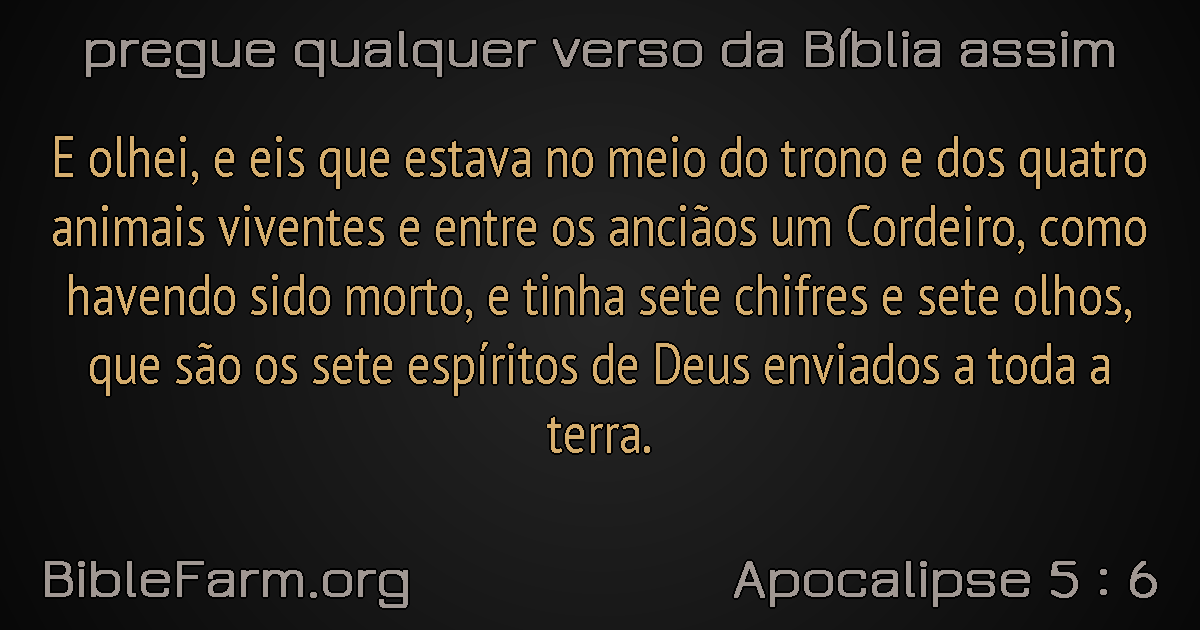 pregue qualquer verso da Bíblia assim
E olhei, e eis que estava no meio do trono e dos quatro
animais viventes e entre os anciãos um Cordeiro, como
havendo sido morto, e tinha sete chifres e sete olhos,
que são os sete espíritos de Deus enviados a toda a
terra.
BibleFarm.org
Apocalipse 5 : 6